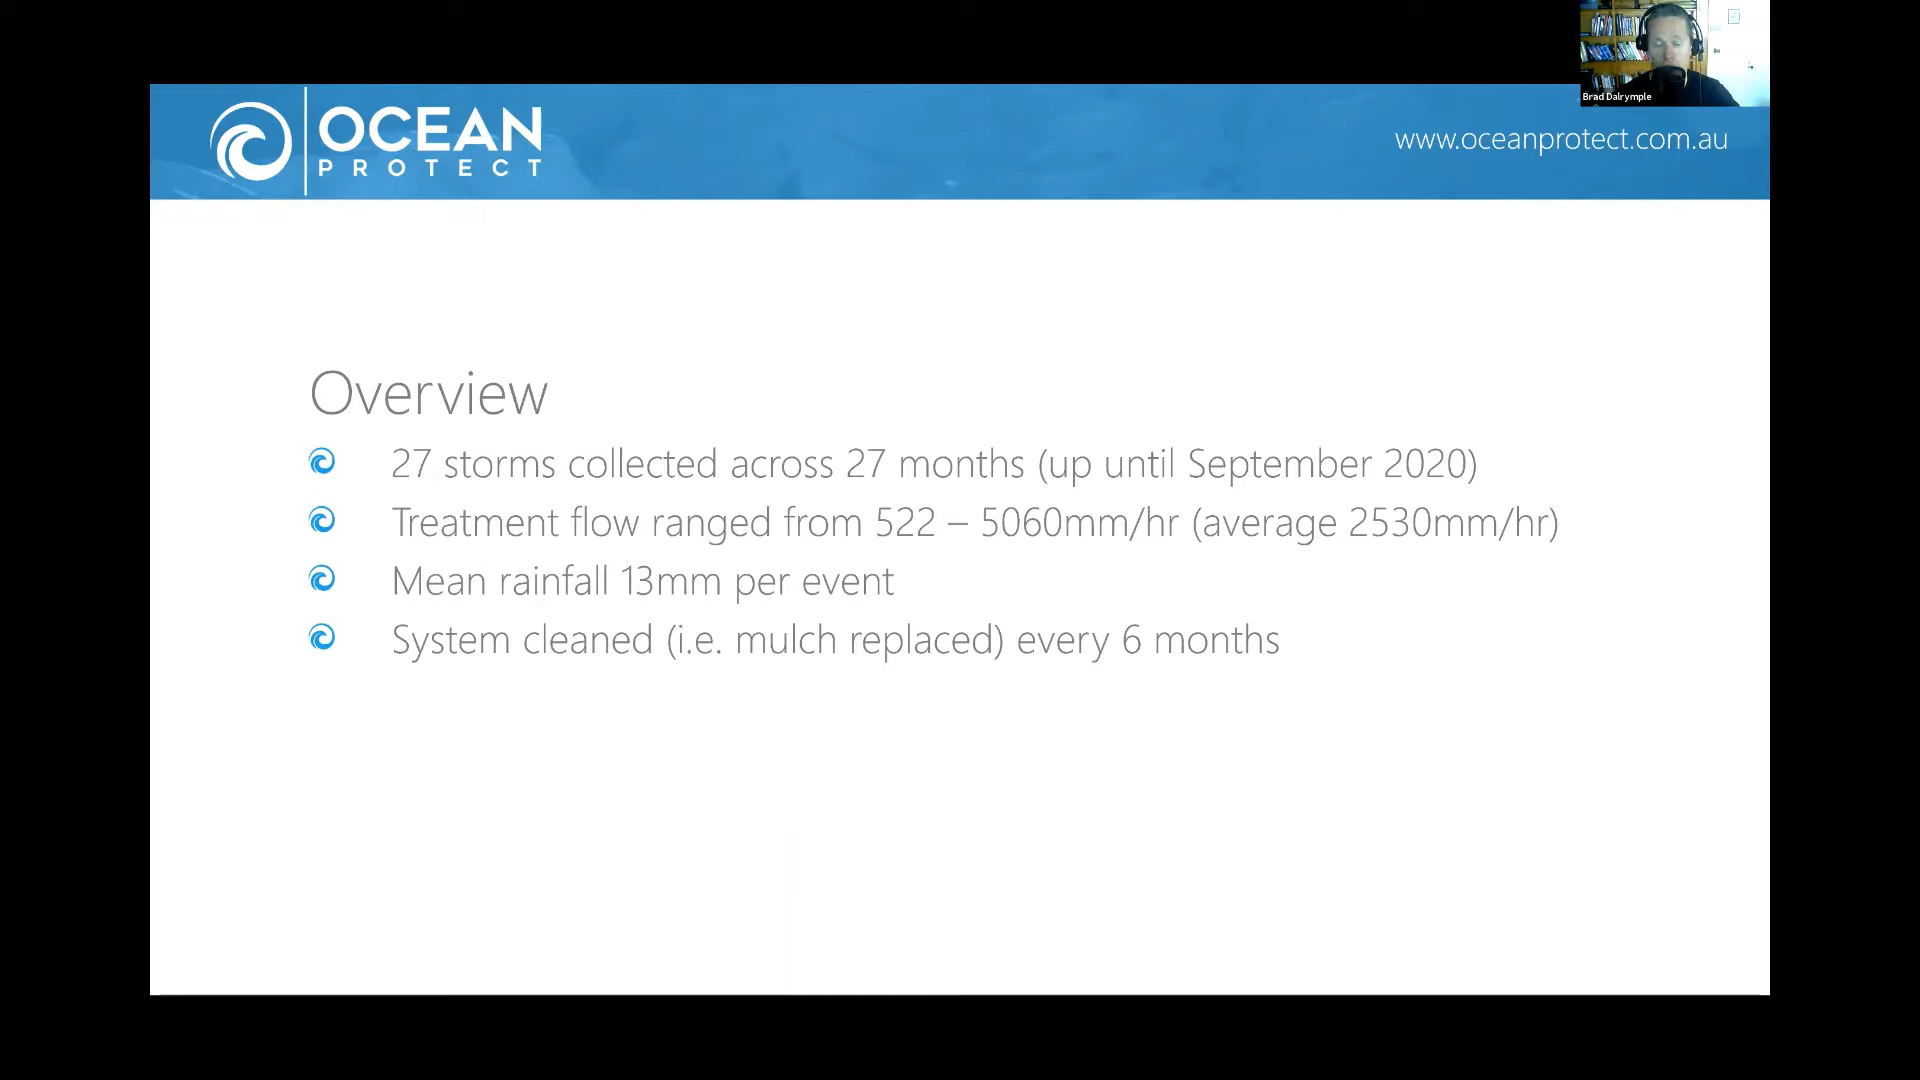 Brad Dalrymple
OCEAN
PROTECT
www.oceanprotect.com.au
Overview
27 storms collected across 27 months (up until September 2020)
Treatment flow ranged from 522 – 5060mm/hr (average 2530mm/hr)
Mean rainfall 13mm per event
System cleaned (i.e. mulch replaced) every 6 months